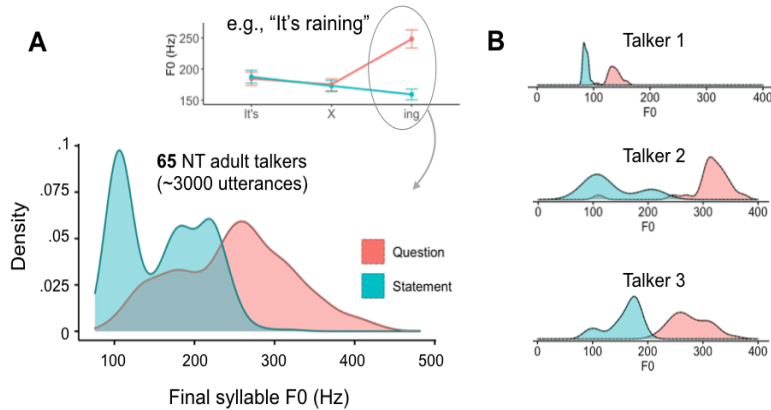 A
e.g., “It’s raining”
F0 (Hz)
250
200
150
It's
X
ing
65 NT adult talkers
(~3000 utterances)
Density
.1
.075
.05
.025
0
100
200
300
400
500
Final syllable F0 (Hz)
Question
Statement
B
Talker 1
0
100
200
300
400
F0
Talker 2
0
100
200
300
400
F0
Talker 3
0
100
200
300
400
F0